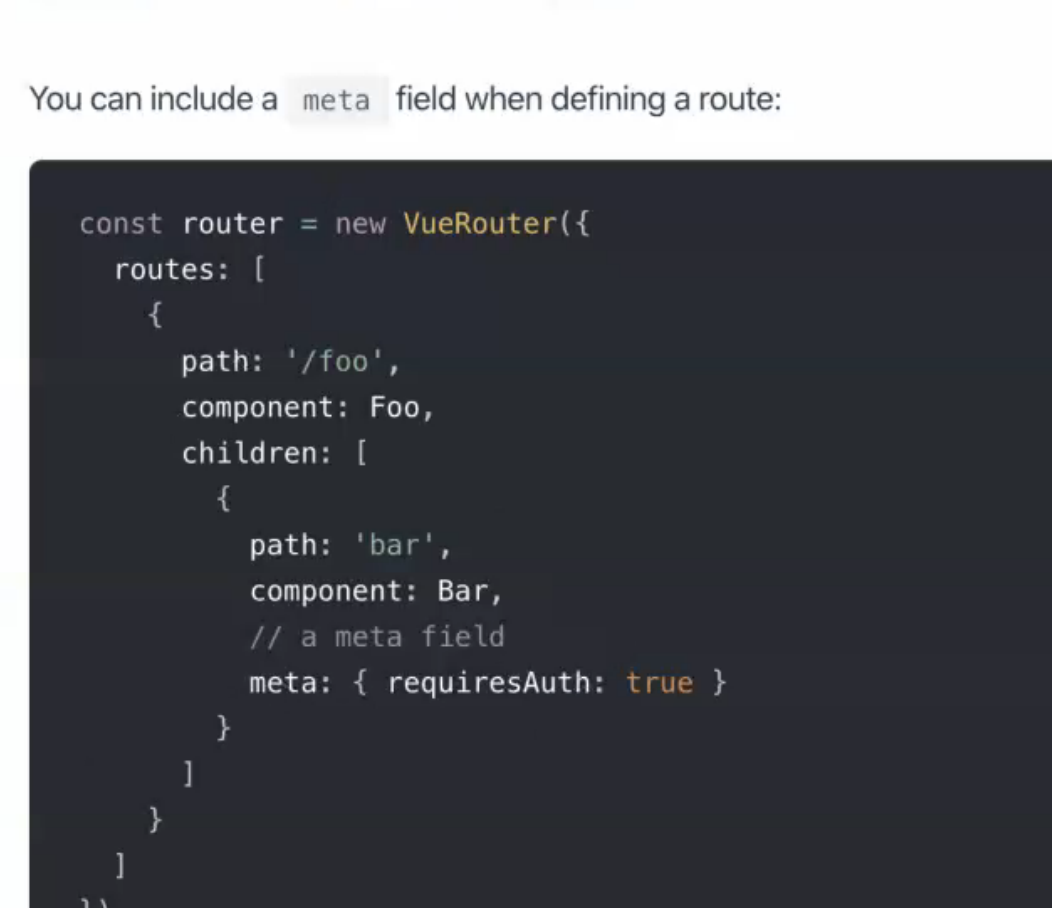 You can include a meta field when defining a route:
const router = new VueRouter({
  routes: [
    {
      path: '/foo',
      component: Foo,
      children: [
        {
          path: 'bar',
          component: Bar,
          // a meta field
          meta: { requiresAuth: true }
        }
      ]
    }
  ]
})